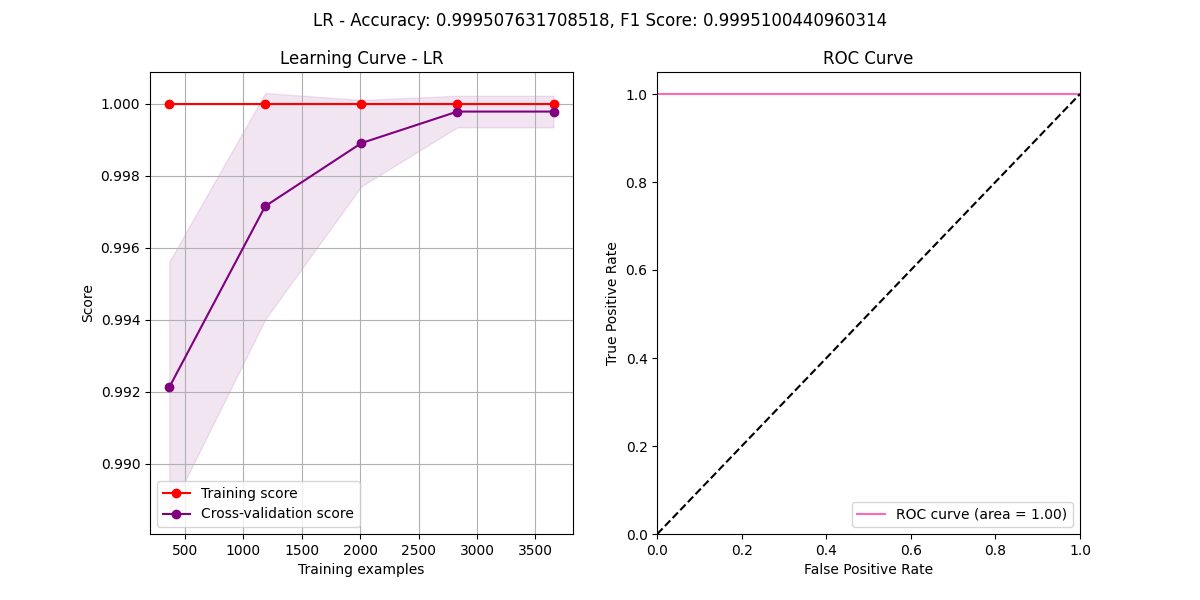 LR - Accuracy: 0.999507631708518, F1 Score: 0.9995100440960314
Learning Curve - LR
Score
1.000
0.998
0.996
0.994
0.992
0.990
Training score
Cross-validation score
500 1000 1500 2000 2500 3000 3500
Training examples
ROC Curve
True Positive Rate
1.0
0.8
0.6
0.4
0.2
0.0
ROC curve (area = 1.00)
0.0 0.2 0.4 0.6 0.8 1.0
False Positive Rate